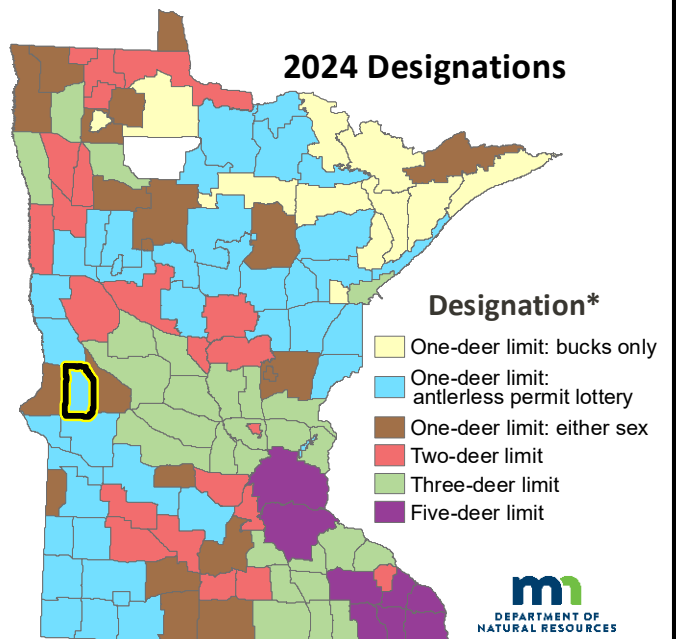 2024 Designations
Designation*
One-deer limit: bucks only
One-deer limit:
antlerless permit lottery
One-deer limit: either sex
Two-deer limit
Three-deer limit
Five-deer limit
mn
DEPARTMENT OF
NATURAL RESOURCES